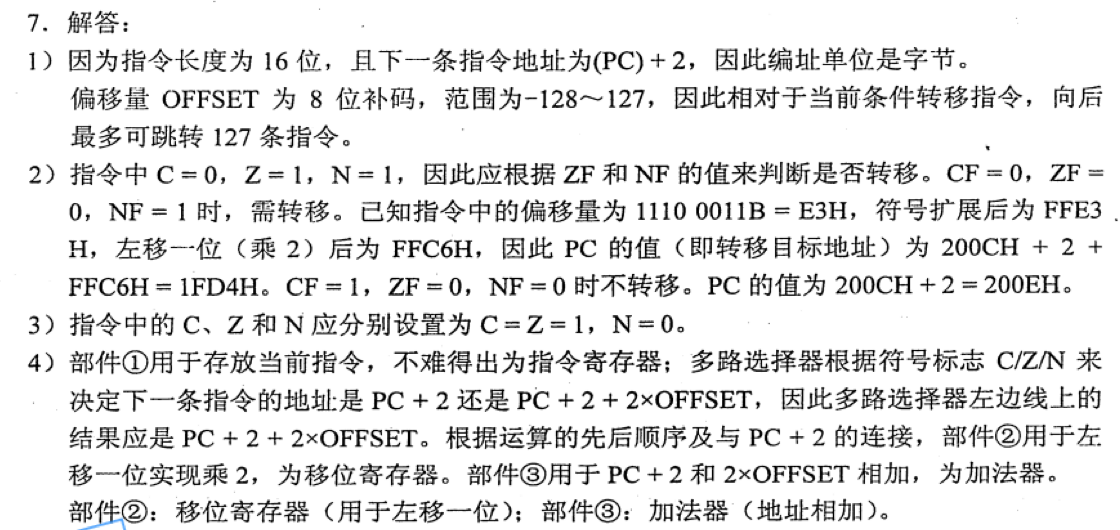 7．解答：
1）因为指令长度为 16 位，且下一条指令地址为(PC) + 2，因此编址单位是字节。
偏移量 OFFSET 为 8 位补码，范围为−128～127，因此相对于当前条件转移指令，向后
最多可跳转 127 条指令。
2）指令中 C = 0，Z = 1，N = 1，因此应根据 ZF 和 NF 的值来判断是否转移。CF = 0，ZF =
0，NF = 1 时，需转移。已知指令中的偏移量为 1110 0011B = E3H，符号扩展后为 FFE3
H，左移一位（乘 2）后为 FFC6H，因此 PC 的值（即转移目标地址）为 200CH + 2 +
FFC6H = 1FD4H。CF = 1，ZF = 0，NF = 0 时不转移。PC 的值为 200CH + 2 = 200EH。
3）指令中的 C、Z 和 N 应分别设置为 C = Z = 1，N = 0。
4）部件①用于存放当前指令，不难得出为指令寄存器；多路选择器根据符号标志 C/Z/N 来
决定下一条指令的地址是 PC + 2 还是 PC + 2 + 2×OFFSET，因此多路选择器左边线上的
结果应是 PC + 2 + 2×OFFSET。根据运算的先后顺序及与 PC + 2 的连接，部件②用于左
移一位实现乘 2，为移位寄存器。部件③用于 PC + 2 和 2×OFFSET 相加，为加法器。
部件②：移位寄存器（用于左移一位）；部件③：加法器（地址相加）。